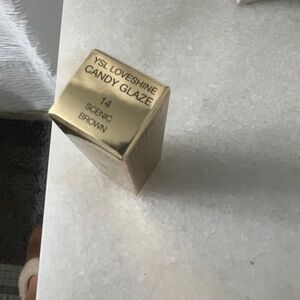 YSL LOVESHINE
CANDY GLAZE
14
SCENIC
BROWN